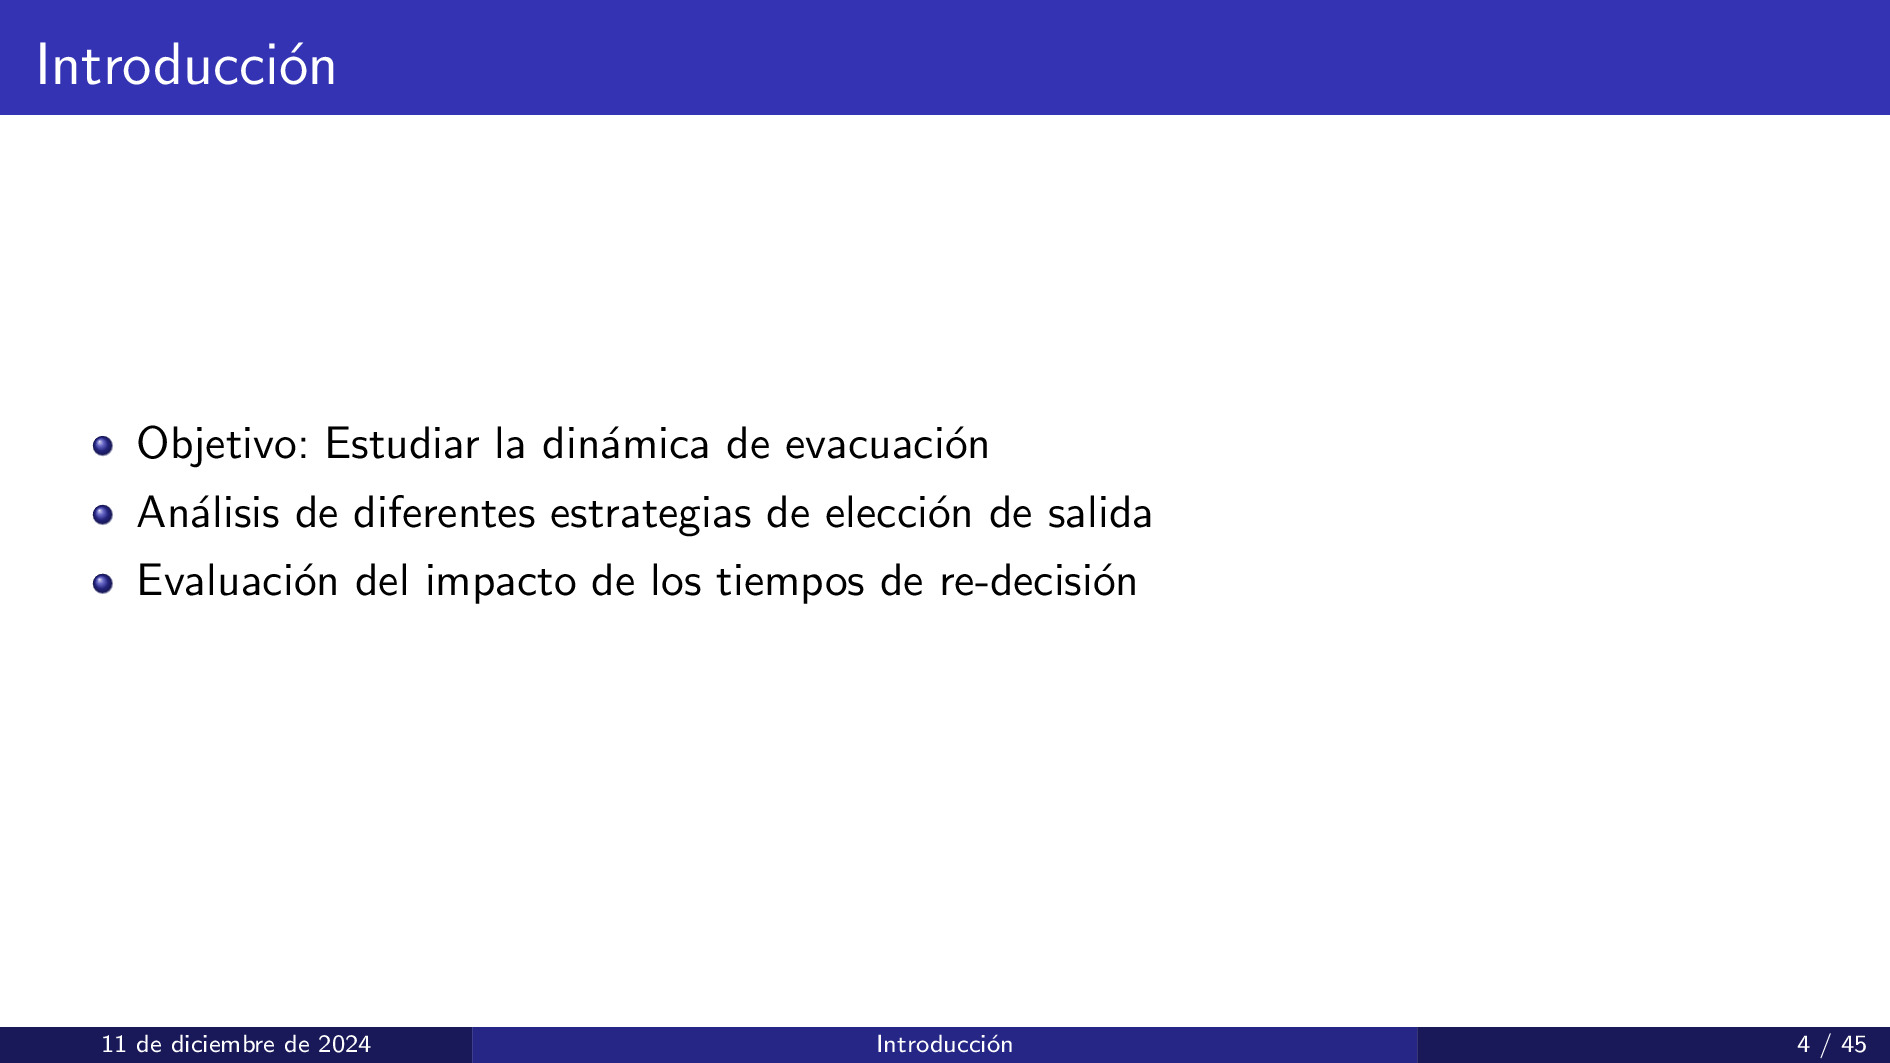 Introducción
Objetivo: Estudiar la dinámica de evacuación
Análisis de diferentes estrategias de elección de salida
Evaluación del impacto de los tiempos de re-decisión
11 de diciembre de 2024
Introducción
4 / 45